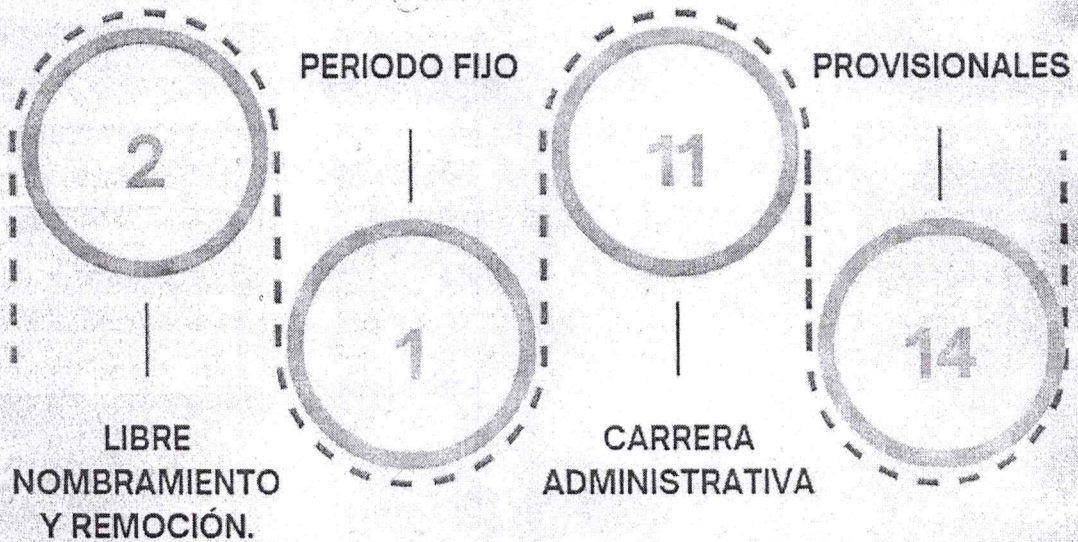 2
LIBRE
NOMBRAMIENTO
Y REMOCIÓN.
PERIODO FIJO
1
11
CARRERA
ADMINISTRATIVA
PROVISIONALES
14